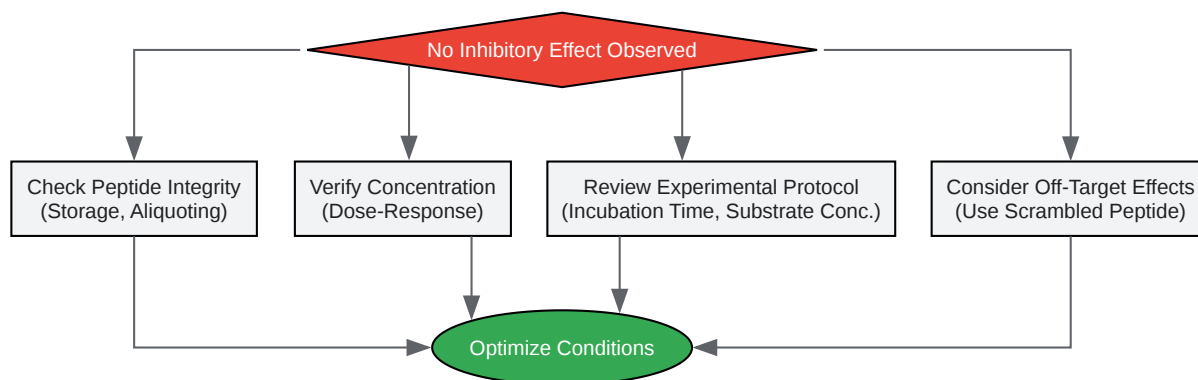 No Inhibitory Effect Observed
Check Peptide Integrity
(Storage, Aliquoting)
Verify Concentration
(Dose-Response)
Review Experimental Protocol
(Incubation Time, Substrate Conc.)
Consider Off-Target Effects
(Use Scrambled Peptide)
Optimize Conditions